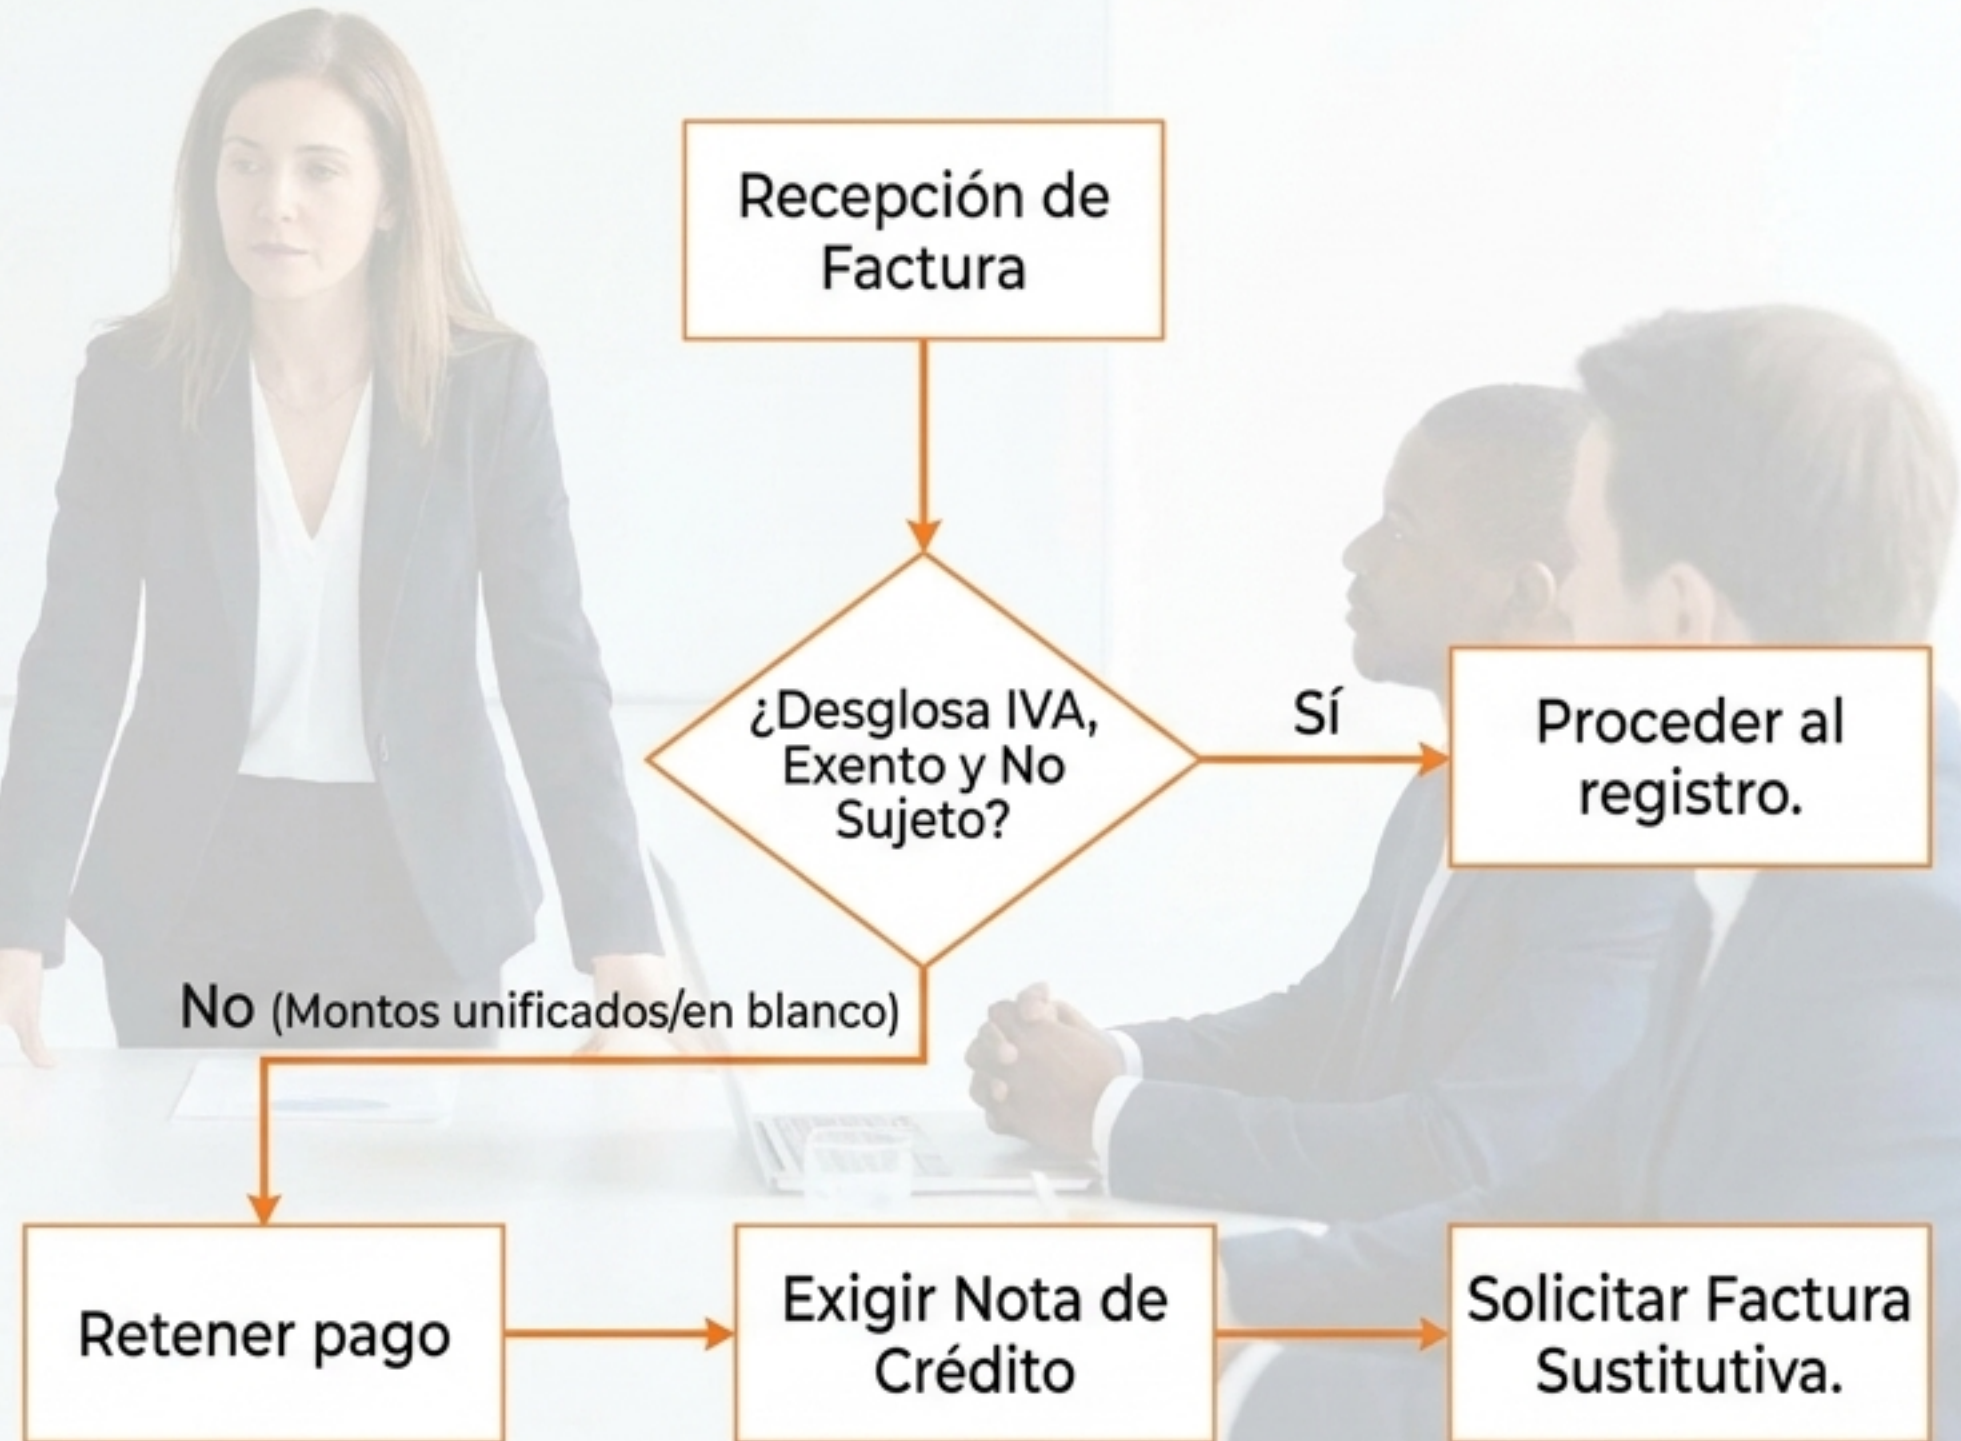 Recepción de
Factura
¿Desglosa IVA,
Exento y No
Sujeto?
Sí
Proceder al
registro.
No (Montos unificados/en blanco)
Retener pago
Exigir Nota de
Crédito
Solicitar Factura
Sustitutiva.